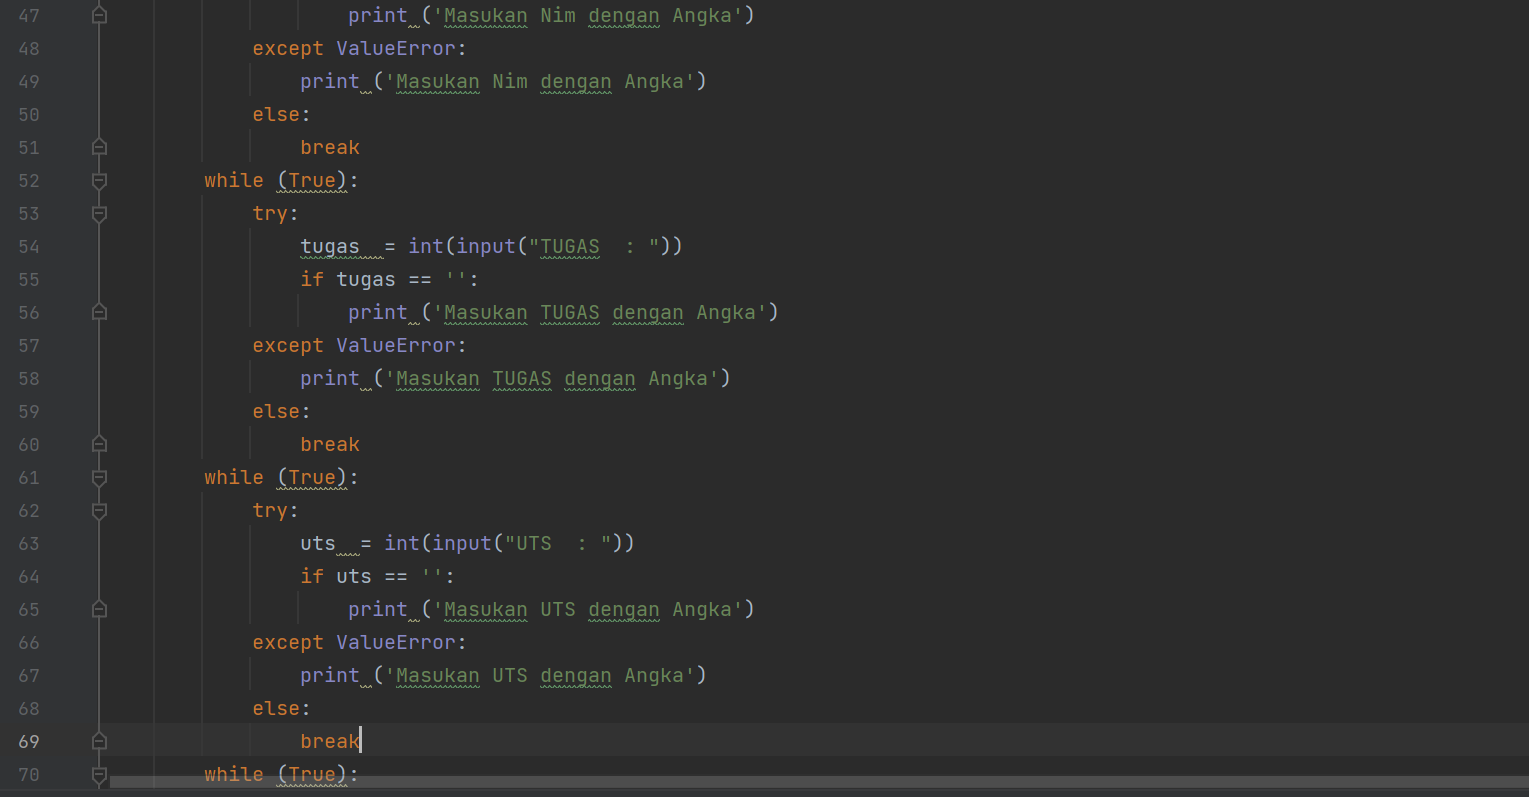 47                print ('Masukan Nim dengan Angka')
48        except ValueError:
49            print ('Masukan Nim dengan Angka')
50        else:
51            break
52    while (True):
53        try:
54            tugas  = int(input("TUGAS  : "))
55            if tugas == '':
56                print ('Masukan TUGAS dengan Angka')
57        except ValueError:
58            print ('Masukan TUGAS dengan Angka')
59        else:
60            break
61    while (True):
62        try:
63            uts  = int(input("UTS  : "))
64            if uts == '':
65                print ('Masukan UTS dengan Angka')
66        except ValueError:
67            print ('Masukan UTS dengan Angka')
68        else:
69            break
70    while (True):